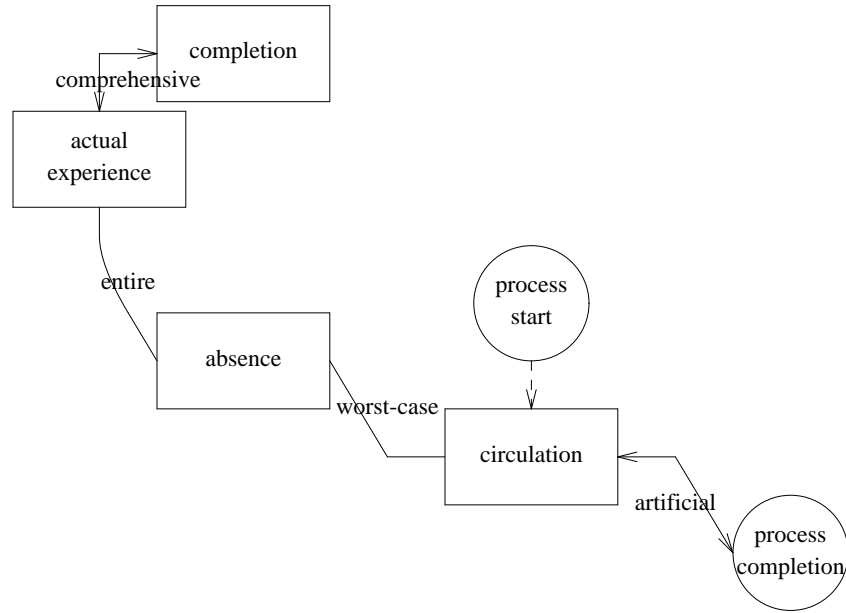 completion
comprehensive
actual
experience
entire
process
start
absence
worst-case
circulation
artificial
process
completion